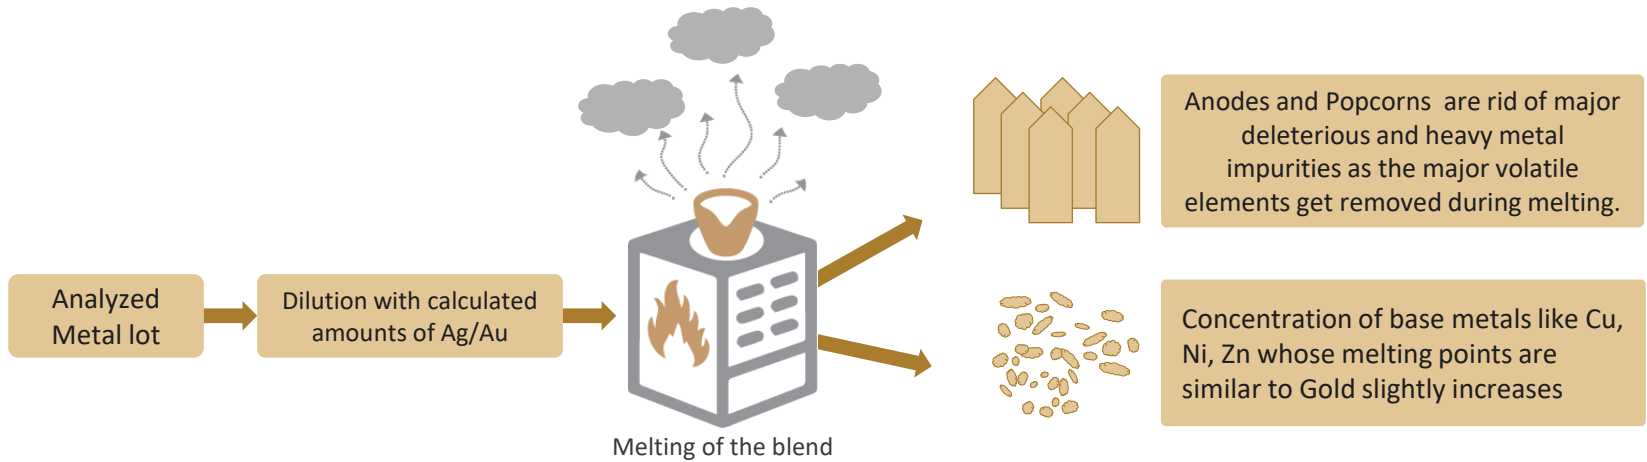 Analyzed
Metal lot
Dilution with calculated
amounts of Ag/Au
Melting of the blend
Anodes and Popcorns are rid of major
deleterious and heavy metal
impurities as the major volatile
elements get removed during melting.
Concentration of base metals like Cu,
Ni, Zn whose melting points are
similar to Gold slightly increases